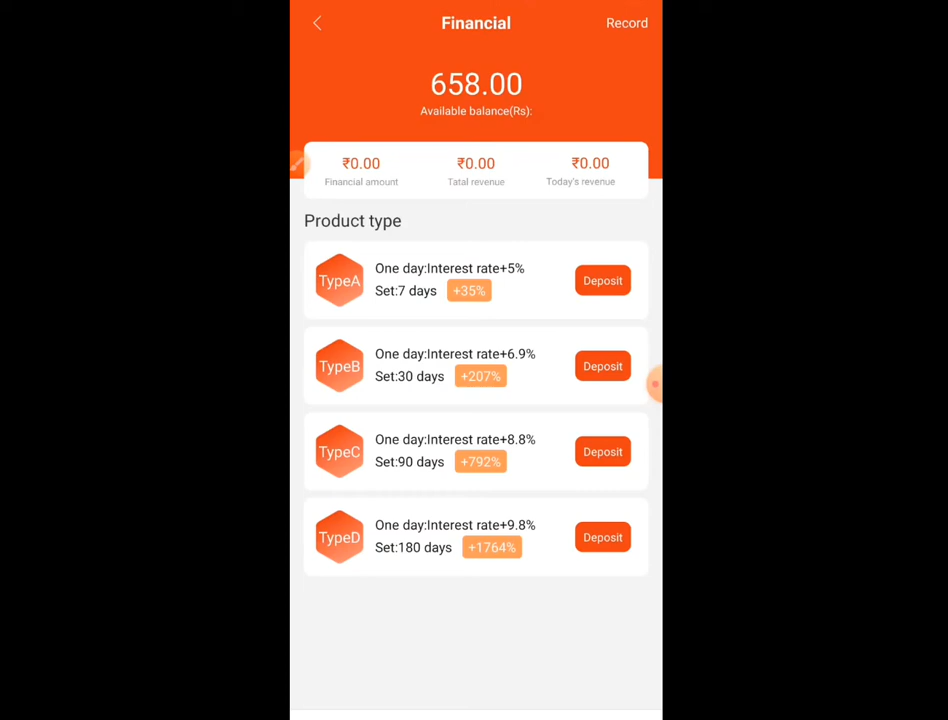 Financial
Record
658.00
Available balance(Rs):
₹0.00
₹0.00
₹0.00
Financial amount
Tatal revenue
Today's revenue
Product type
TypeA
One day:Interest rate+5%
Set:7 days +35%
Deposit
TypeB
One day:Interest rate+6.9%
Set:30 days +207%
Deposit
TypeC
One day:Interest rate+8.8%
Set:90 days +792%
Deposit
TypeD
One day:Interest rate+9.8%
Set:180 days +1764%
Deposit